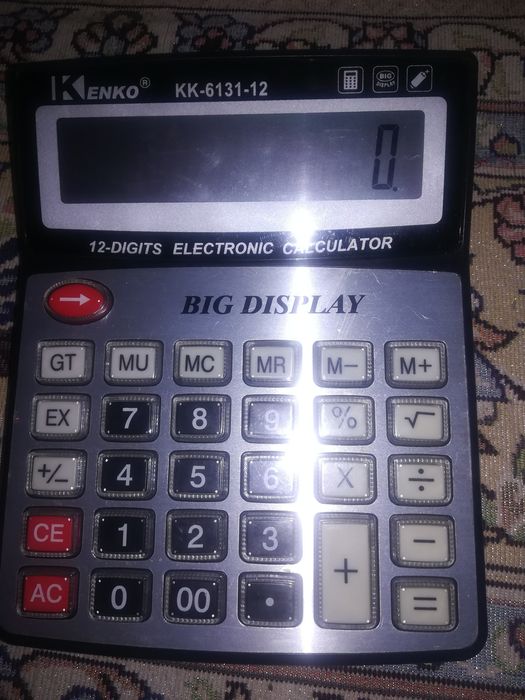 KENKO® KK-6131-12 BIG DISPLAY
0.
12-DIGITS ELECTRONIC CALCULATOR
→ BIG DISPLAY
GT MU MC MR M− M+
EX 7 8 9 % √
+/− 4 5 6 X ÷
CE 1 2 3 + −
AC 0 00 • =